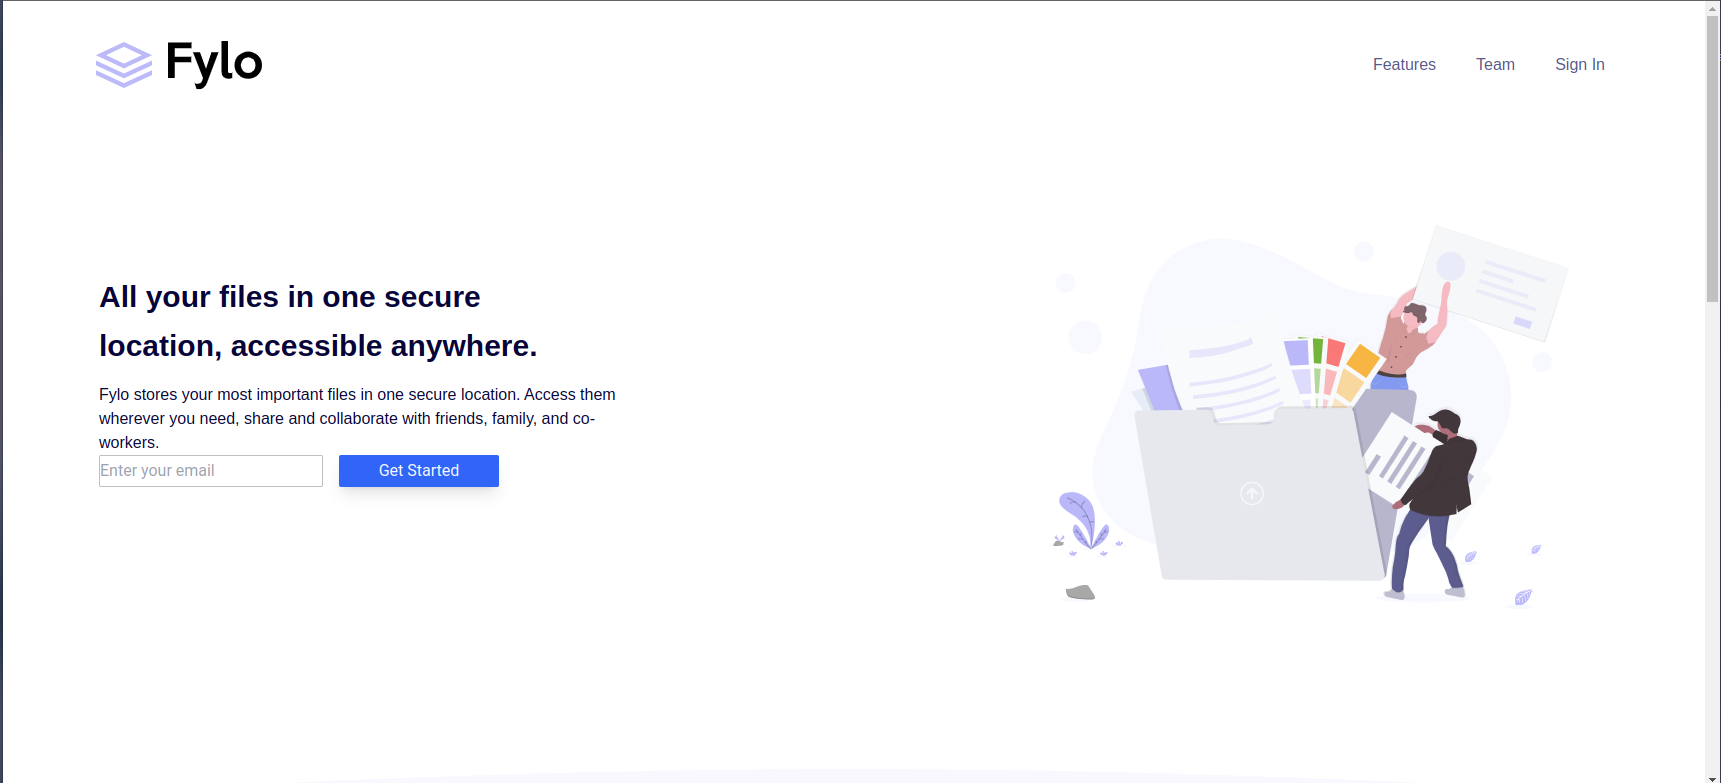 Fylo
Features
Team
Sign In
All your files in one secure
location, accessible anywhere.
Fylo stores your most important files in one secure location. Access them
wherever you need, share and collaborate with friends, family, and co-
workers.
Enter your email
Get Started